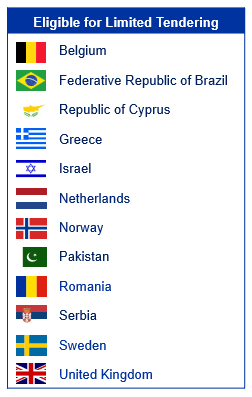 Eligible for Limited Tendering
Belgium
Federative Republic of Brazil
Republic of Cyprus
Greece
Israel
Netherlands
Norway
Pakistan
Romania
Serbia
Sweden
United Kingdom